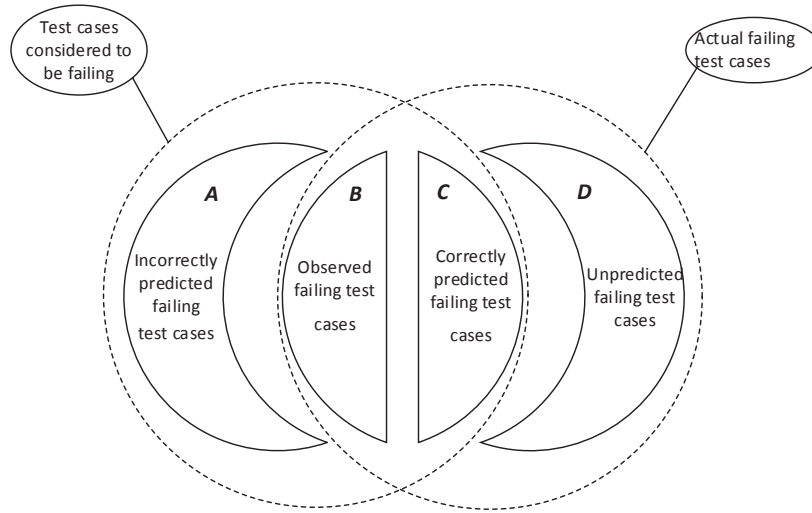 Test cases
considered to
be failing
Actual failing
test cases
A
B
C
D
Incorrectly
predicted
failing
test cases
Observed
failing test
cases
Correctly
predicted
failing test
cases
Unpredicted
failing test
cases